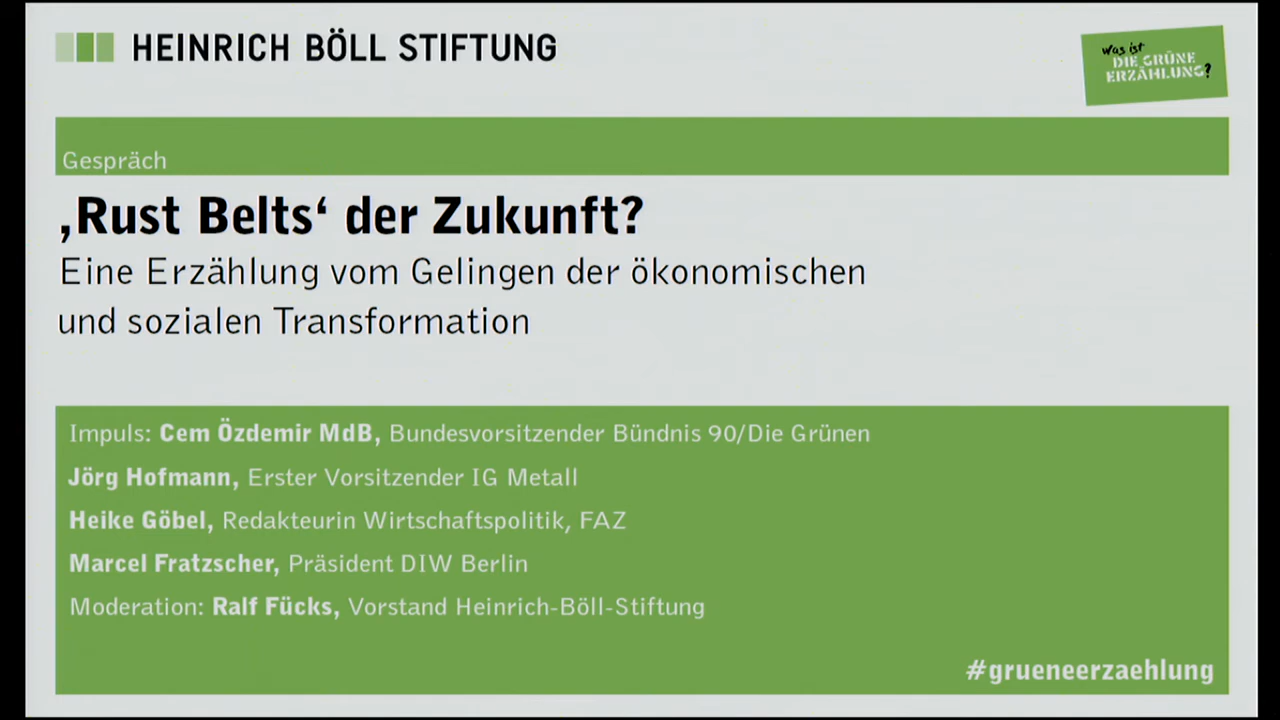 HEINRICH BÖLL STIFTUNG
Was ist
DIE GRÜNE
ERZÄHLUNG?
Gespräch
‚Rust Belts‘ der Zukunft?
Eine Erzählung vom Gelingen der ökonomischen
und sozialen Transformation
Impuls: Cem Özdemir MdB, Bundesvorsitzender Bündnis 90/Die Grünen
Jörg Hofmann, Erster Vorsitzender IG Metall
Heike Göbel, Redakteurin Wirtschaftspolitik, FAZ
Marcel Fratzscher, Präsident DIW Berlin
Moderation: Ralf Fücks, Vorstand Heinrich-Böll-Stiftung
#grueneerzaehlung